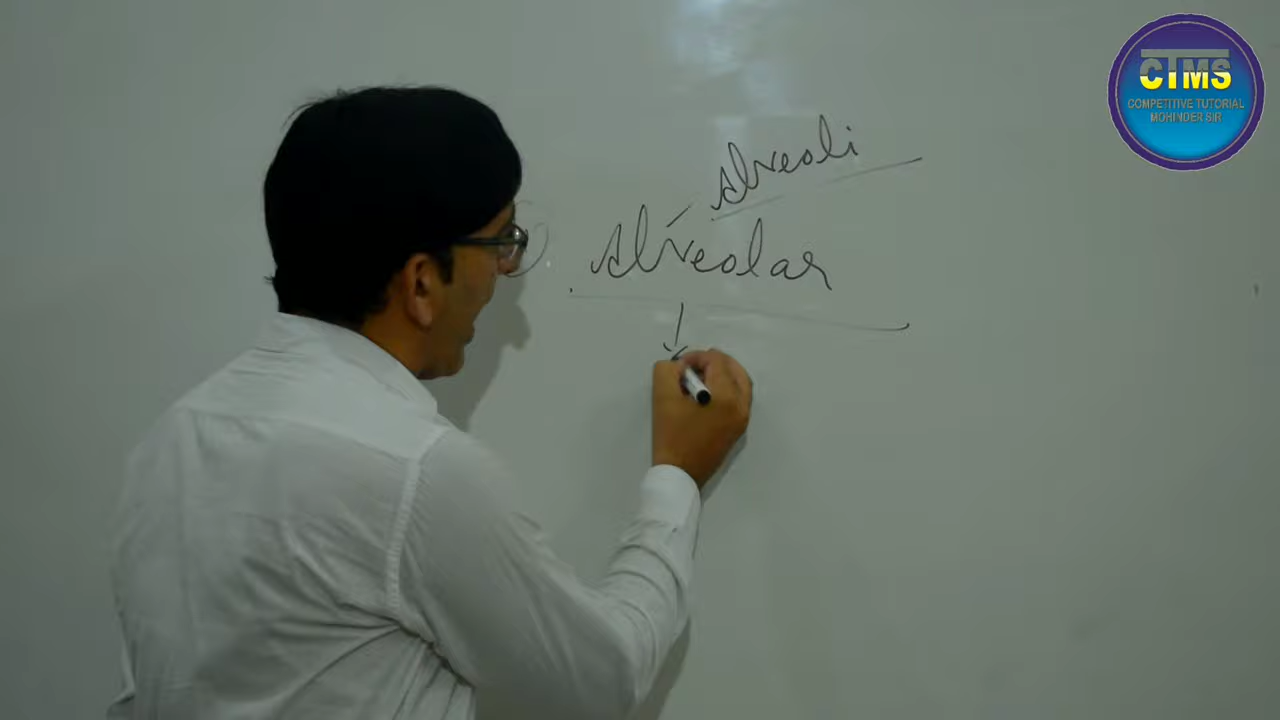 CTMS
COMPETITIVE TUTORIAL
MOHINDER SIR
Alveoli
Alveolar